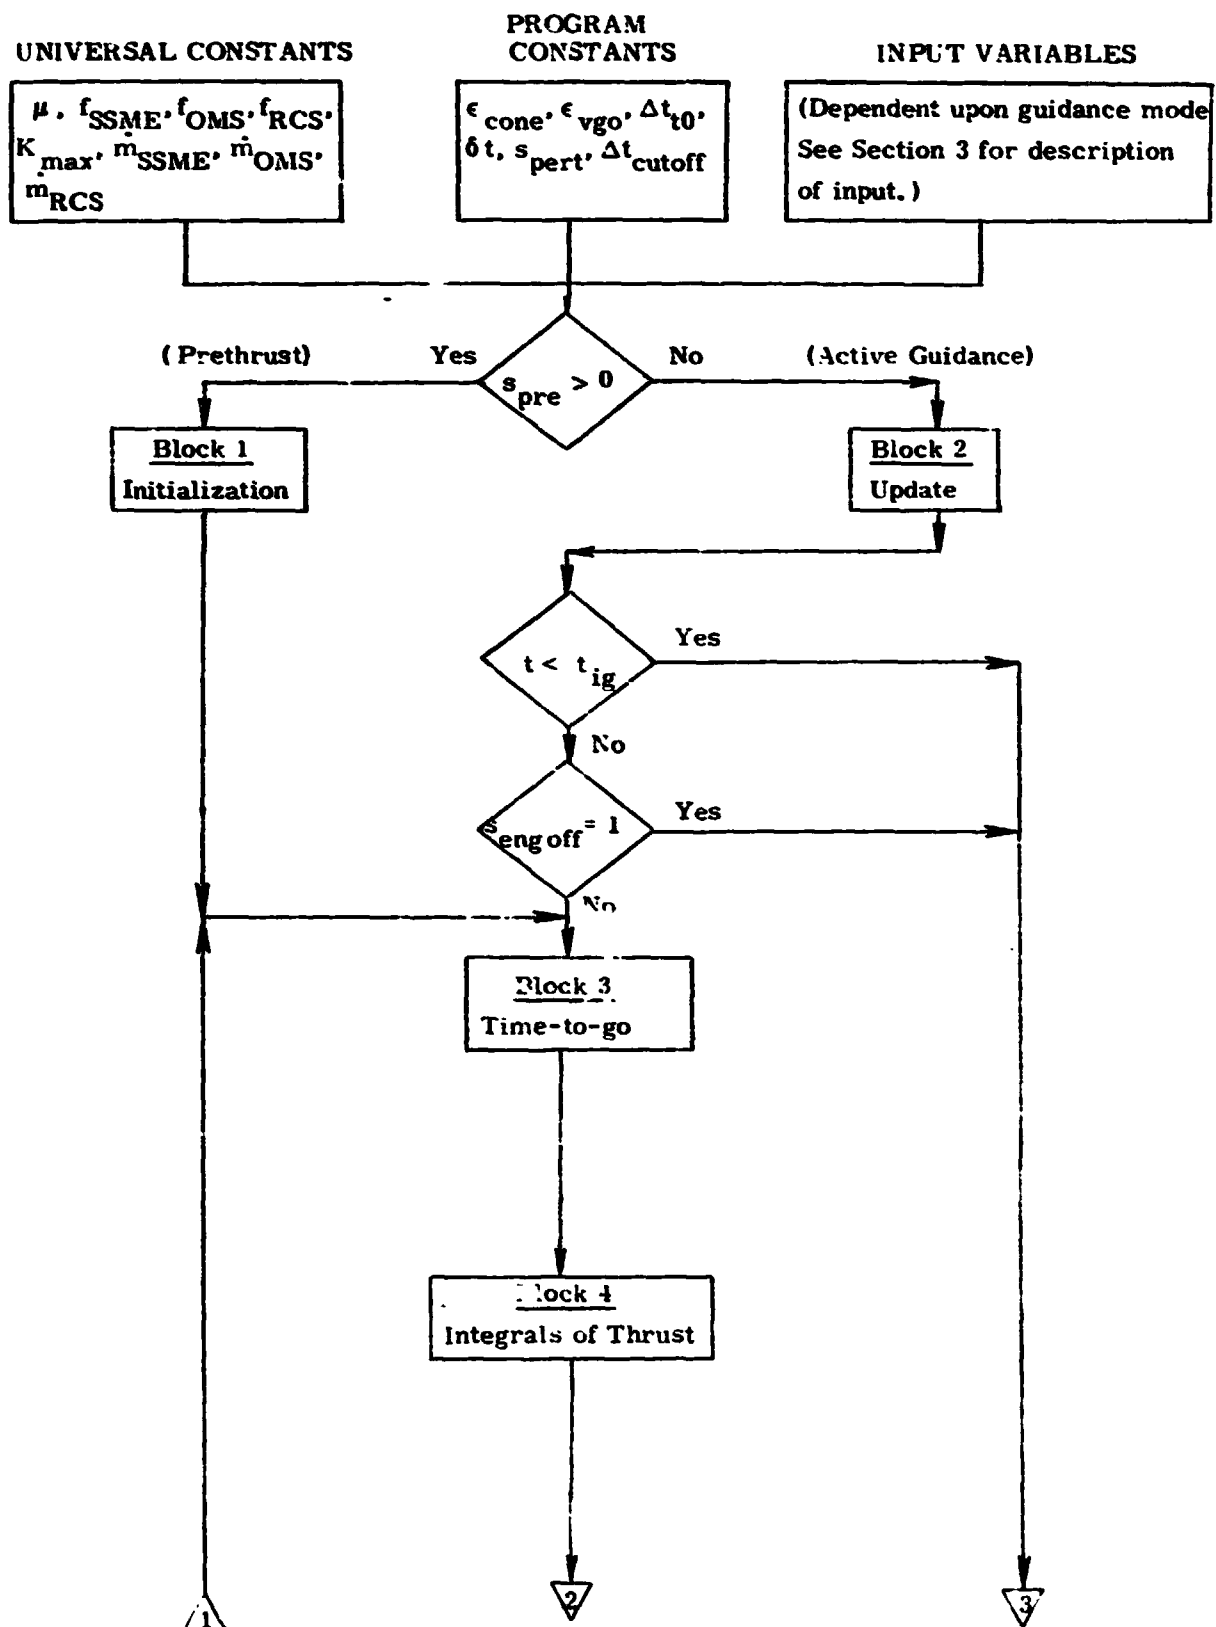 UNIVERSAL CONSTANTS
PROGRAM
CONSTANTS
INPUT VARIABLES
μ, f_SSME, f_OMS, f_RCS,
K_max, ṁ_SSME, ṁ_OMS,
ṁ_RCS
ϵ_cone, ϵ_vgo, Δt_t0,
δt, s_pert, Δt_cutoff
(Dependent upon guidance mode
See Section 3 for description
of input.)
(Prethrust)
Yes
s_pre > 0
No
(Active Guidance)
Block 1
Initialization
Block 2
Update
t < t_ig
Yes
No
s_eng off = 1
Yes
No
Block 3
Time-to-go
Block 4
Integrals of Thrust
1
2
3